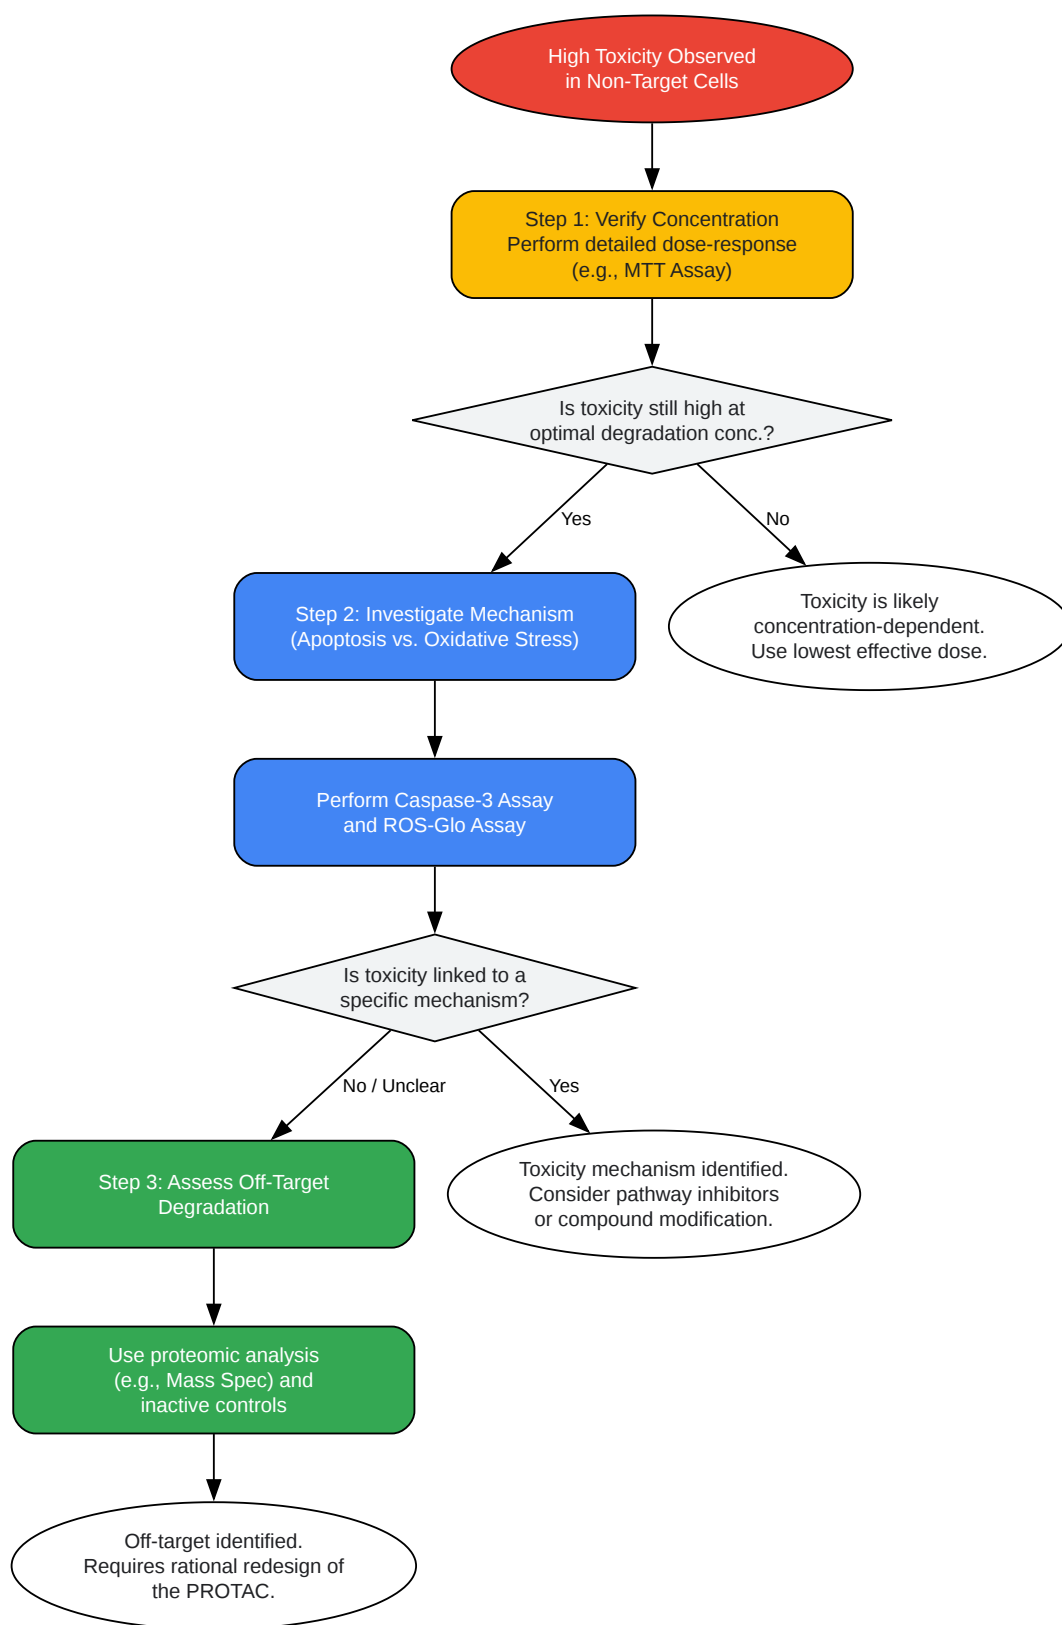 High Toxicity Observed
in Non-Target Cells
Step 1: Verify Concentration
Perform detailed dose-response
(e.g., MTT Assay)
Is toxicity still high at
optimal degradation conc.?
Yes
No
Step 2: Investigate Mechanism
(Apoptosis vs. Oxidative Stress)
Toxicity is likely
concentration-dependent.
Use lowest effective dose.
Perform Caspase-3 Assay
and ROS-Glo Assay
Is toxicity linked to a
specific mechanism?
No / Unclear
Yes
Step 3: Assess Off-Target
Degradation
Toxicity mechanism identified.
Consider pathway inhibitors
or compound modification.
Use proteomic analysis
(e.g., Mass Spec) and
inactive controls
Off-target identified.
Requires rational redesign of
the PROTAC.